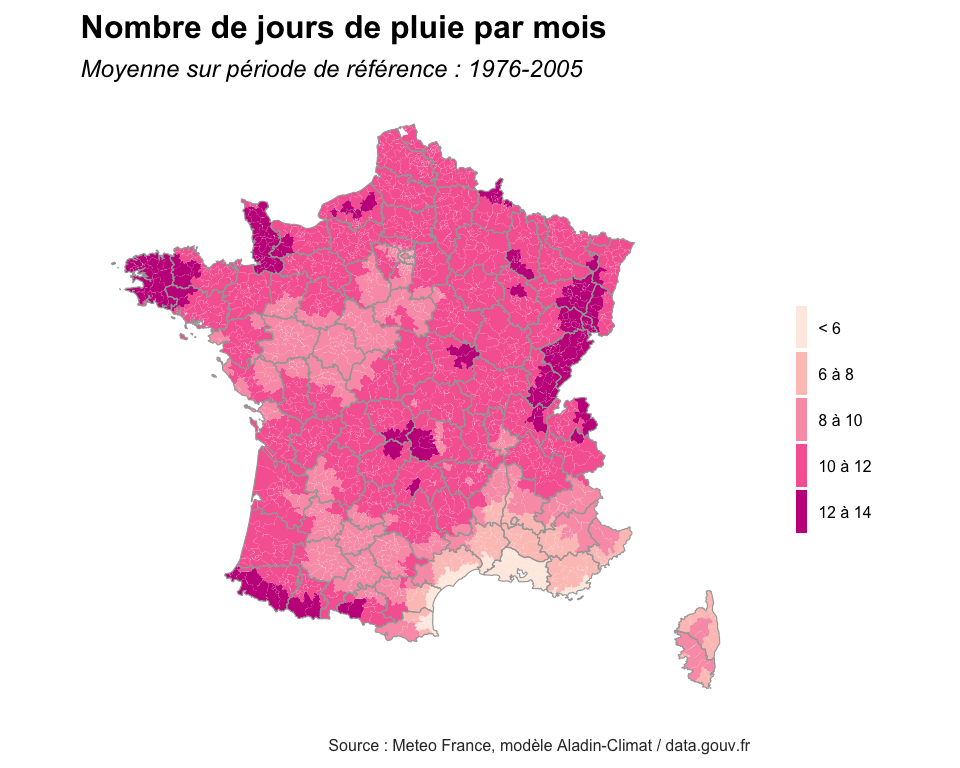 Nombre de jours de pluie par mois
Moyenne sur période de référence : 1976-2005
< 6
6 à 8
8 à 10
10 à 12
12 à 14
Source : Meteo France, modèle Aladin-Climat / data.gouv.fr